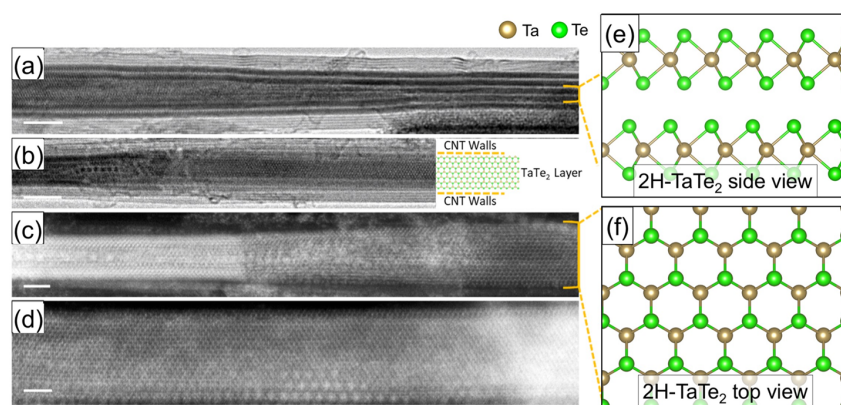 Ta Te
(a)
(b)
CNT Walls
TaTe₂ Layer
CNT Walls
(c)
(d)
(e)
2H-TaTe₂ side view
(f)
2H-TaTe₂ top view